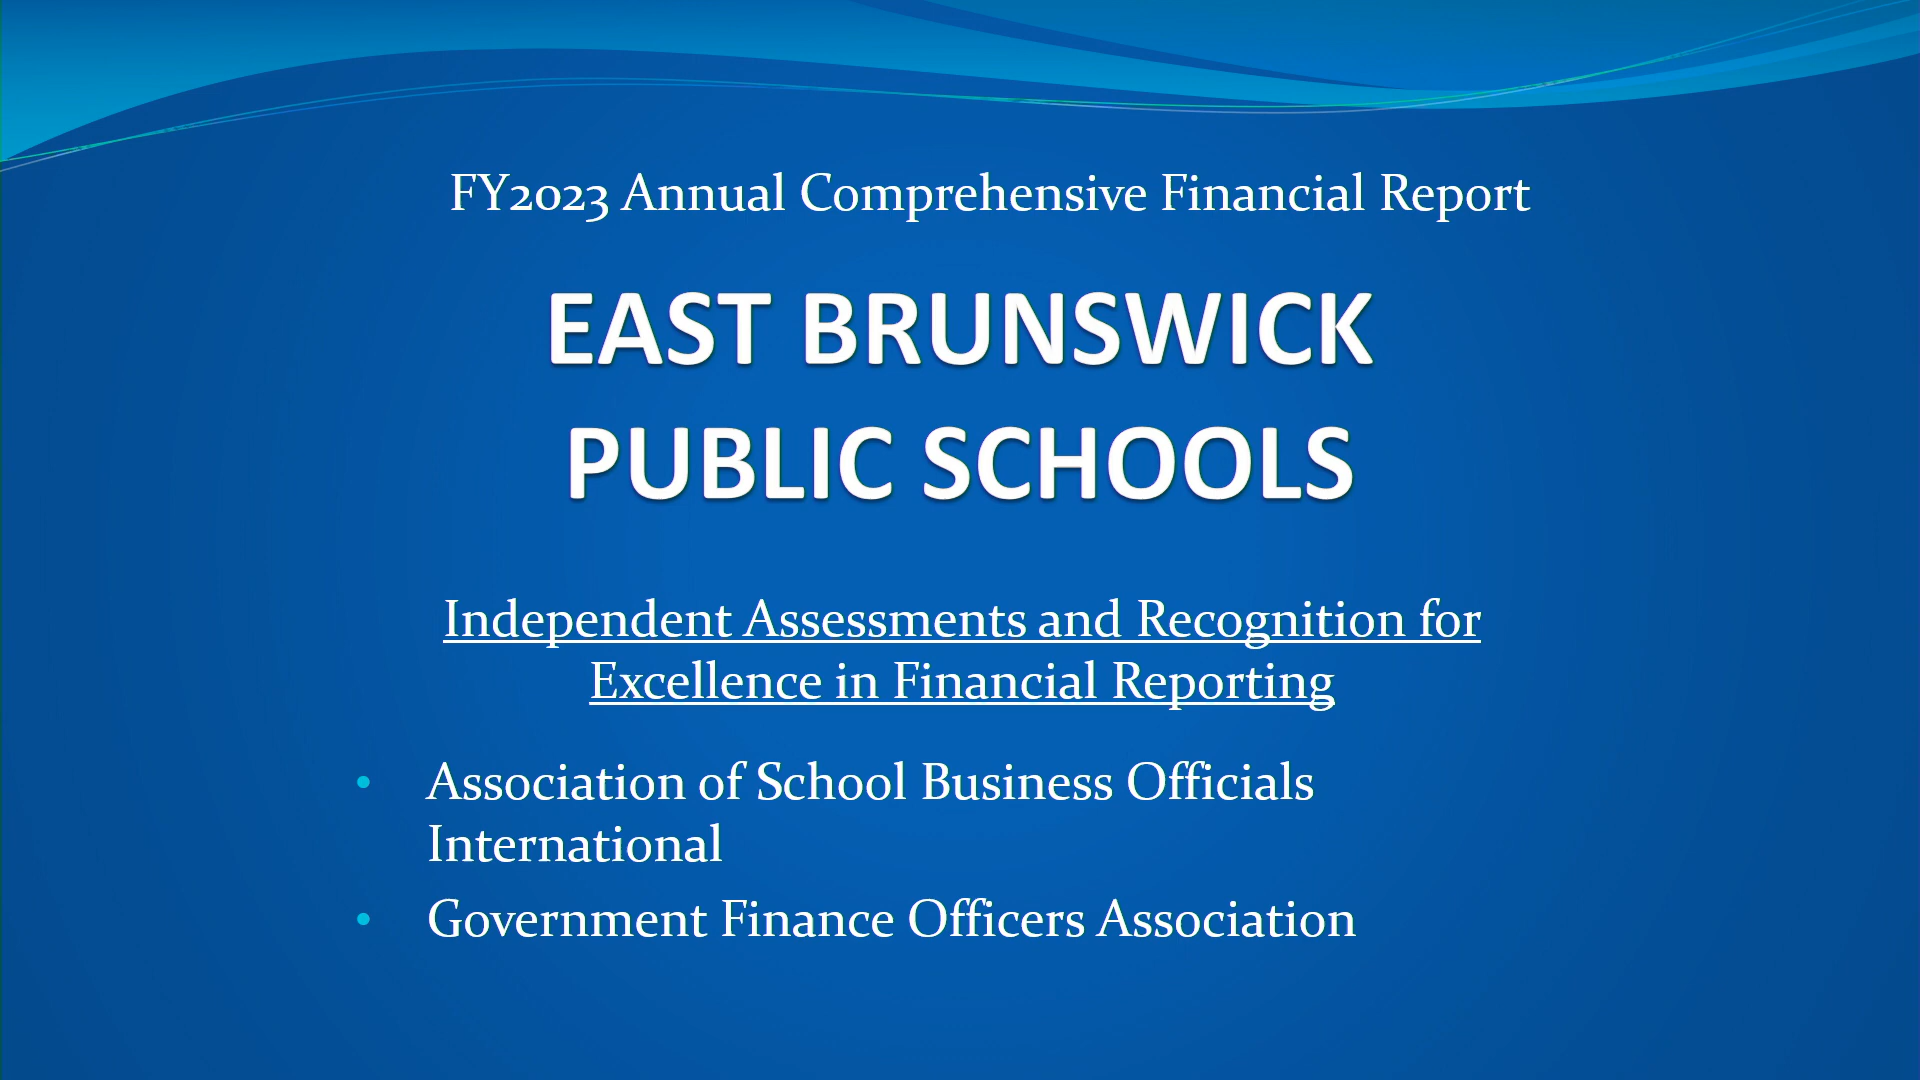 FY2023 Annual Comprehensive Financial Report
EAST BRUNSWICK
PUBLIC SCHOOLS
Independent Assessments and Recognition for
Excellence in Financial Reporting
• Association of School Business Officials
International
• Government Finance Officers Association